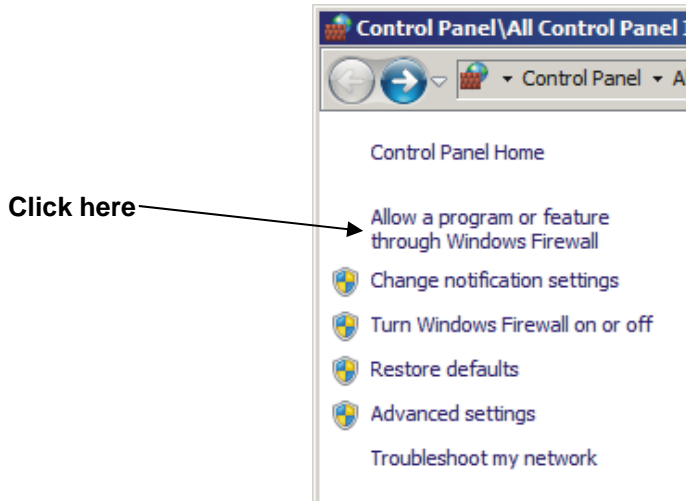 Control Panel\All Control Panel
Control Panel
Control Panel Home
Click here
Allow a program or feature
through Windows Firewall
Change notification settings
Turn Windows Firewall on or off
Restore defaults
Advanced settings
Troubleshoot my network